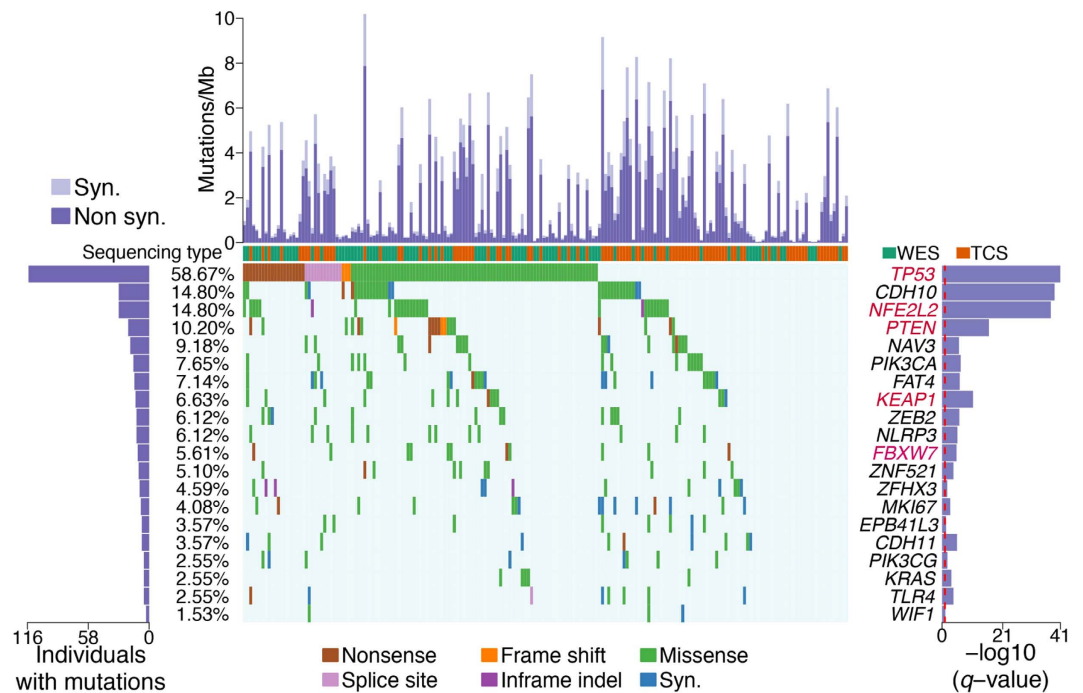 10
8
6
4
2
0
Mutations/Mb
Syn.
Non syn.
Sequencing type
WES
TCS
58.67%
TP53
14.80%
CDH10
14.80%
NFE2L2
10.20%
PTEN
9.18%
NAV3
7.65%
PIK3CA
7.14%
FAT4
6.63%
KEAP1
6.12%
ZEB2
6.12%
NLRP3
5.61%
FBXW7
5.10%
ZNF521
4.59%
ZFHX3
4.08%
MKI67
3.57%
EPB41L3
3.57%
CDH11
2.55%
PIK3CG
2.55%
KRAS
2.55%
TLR4
1.53%
WIF1
116 58 0
Individuals
with mutations
Nonsense
Frame shift
Missense
Splice site
Inframe indel
Syn.
0 21 41
−log10
(q−value)